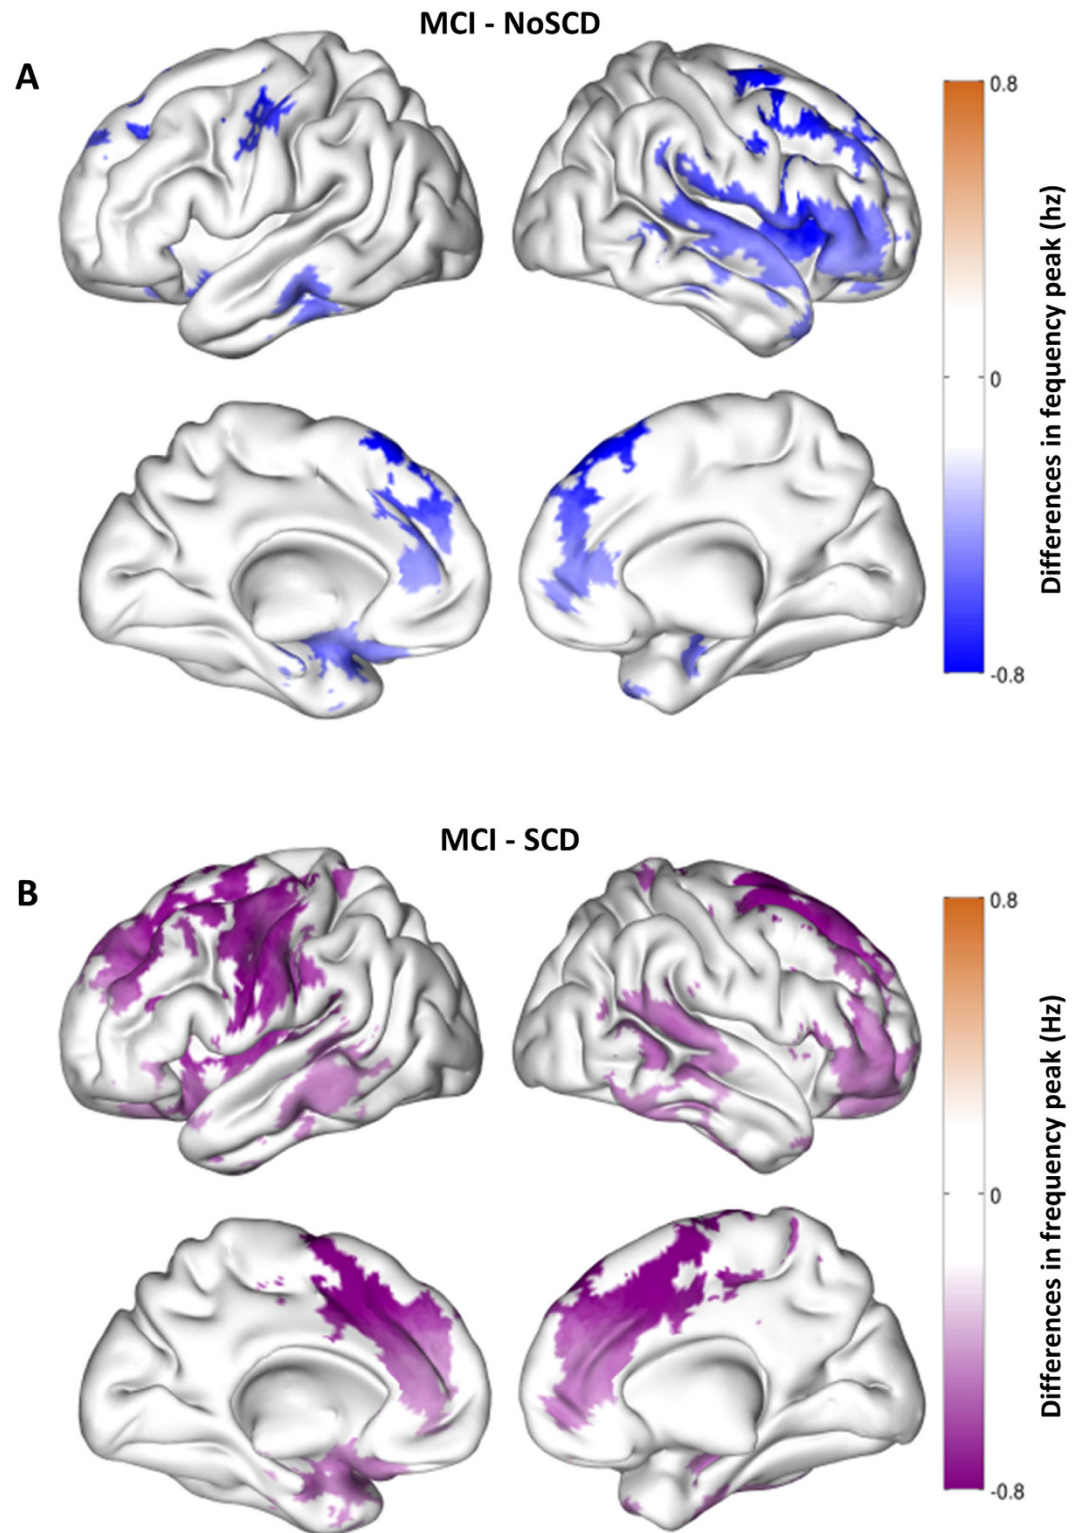 MCI - NoSCD
A
0.8
0
-0.8
Differences in fequency peak (hz)
MCI - SCD
B
0.8
0
-0.8
Differences in frequency peak (Hz)